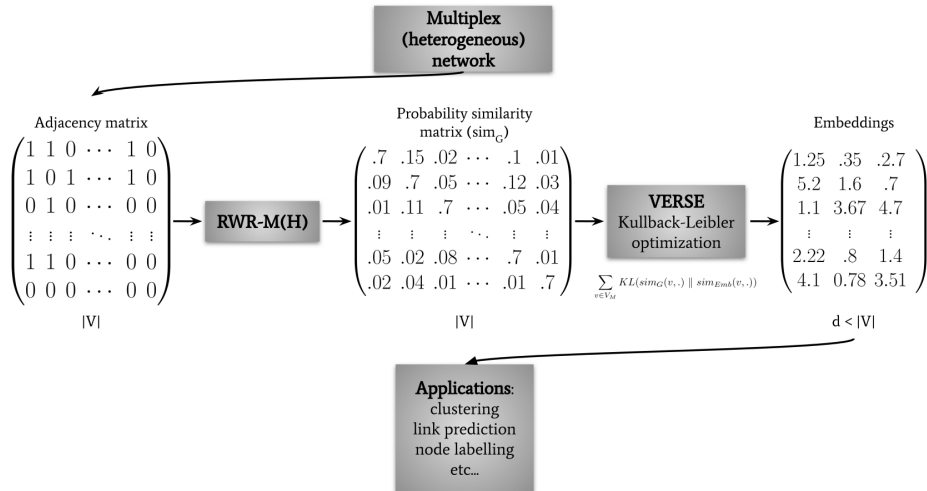 Multiplex
(heterogeneous)
network
Adjacency matrix
1 1 0 ⋯ 1 0
1 0 1 ⋯ 1 0
0 1 0 ⋯ 0 0
⋮ ⋮ ⋮ ⋱ ⋮ ⋮
1 1 0 ⋯ 0 0
0 0 0 ⋯ 0 0
|V|
RWR-M(H)
Probability similarity
matrix (sim_G)
.7 .15 .02 ⋯ .1 .01
.09 .7 .05 ⋯ .12 .03
.01 .11 .7 ⋯ .05 .04
⋮ ⋮ ⋮ ⋱ ⋮ ⋮
.05 .02 .08 ⋯ .7 .01
.02 .04 .01 ⋯ .01 .7
|V|
VERSE
Kullback-Leibler
optimization
∑_{v∈V_M} KL(sim_G(v,.) ∥ sim_{Emb}(v,.))
Embeddings
1.25 .35 .2.7
5.2 1.6 .7
1.1 3.67 4.7
⋮ ⋮ ⋮
2.22 .8 1.4
4.1 0.78 3.51
d < |V|
Applications:
clustering
link prediction
node labelling
etc...